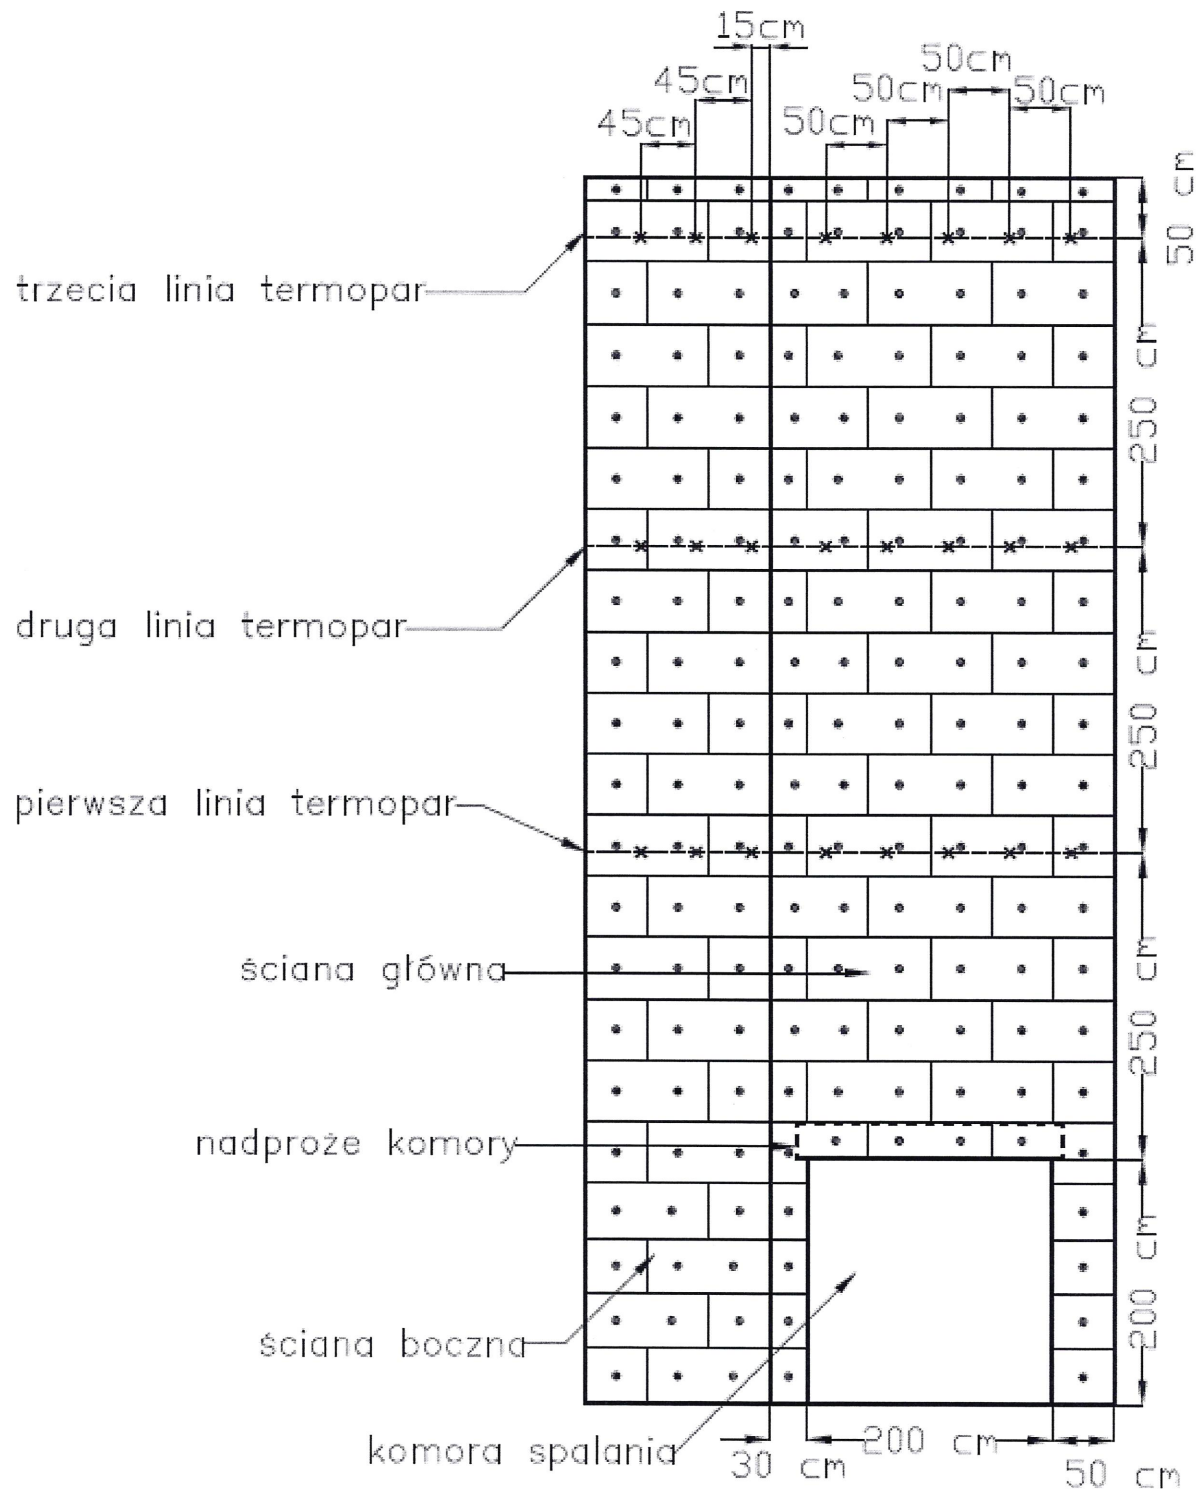 15cm
50cm
45cm
50cm
50cm
45cm
50cm
50 cm
trzecia linia termopar
250 cm
druga linia termopar
250 cm
pierwsza linia termopar
ściana główna
250 cm
nadproże komory
200 cm
ściana boczna
komora spalania
30 cm
200 cm
50 cm